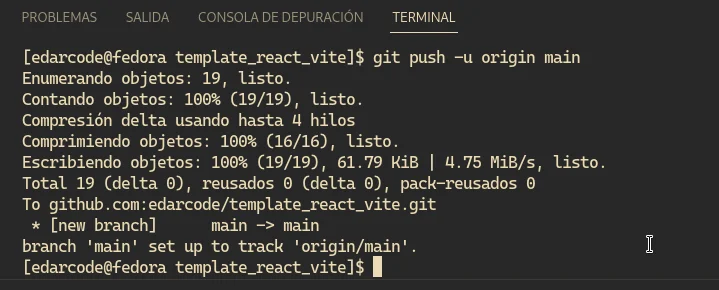 PROBLEMAS SALIDA CONSOLA DE DEPURACIÓN TERMINAL
[edarcode@fedora template_react_vite]$ git push -u origin main
Enumerando objetos: 19, listo.
Contando objetos: 100% (19/19), listo.
Compresión delta usando hasta 4 hilos
Comprimiendo objetos: 100% (16/16), listo.
Escribiendo objetos: 100% (19/19), 61.79 KiB | 4.75 MiB/s, listo.
Total 19 (delta 0), reusados 0 (delta 0), pack-reusados 0
To github.com:edarcode/template_react_vite.git
 * [new branch]      main -> main
branch 'main' set up to track 'origin/main'.
[edarcode@fedora template_react_vite]$